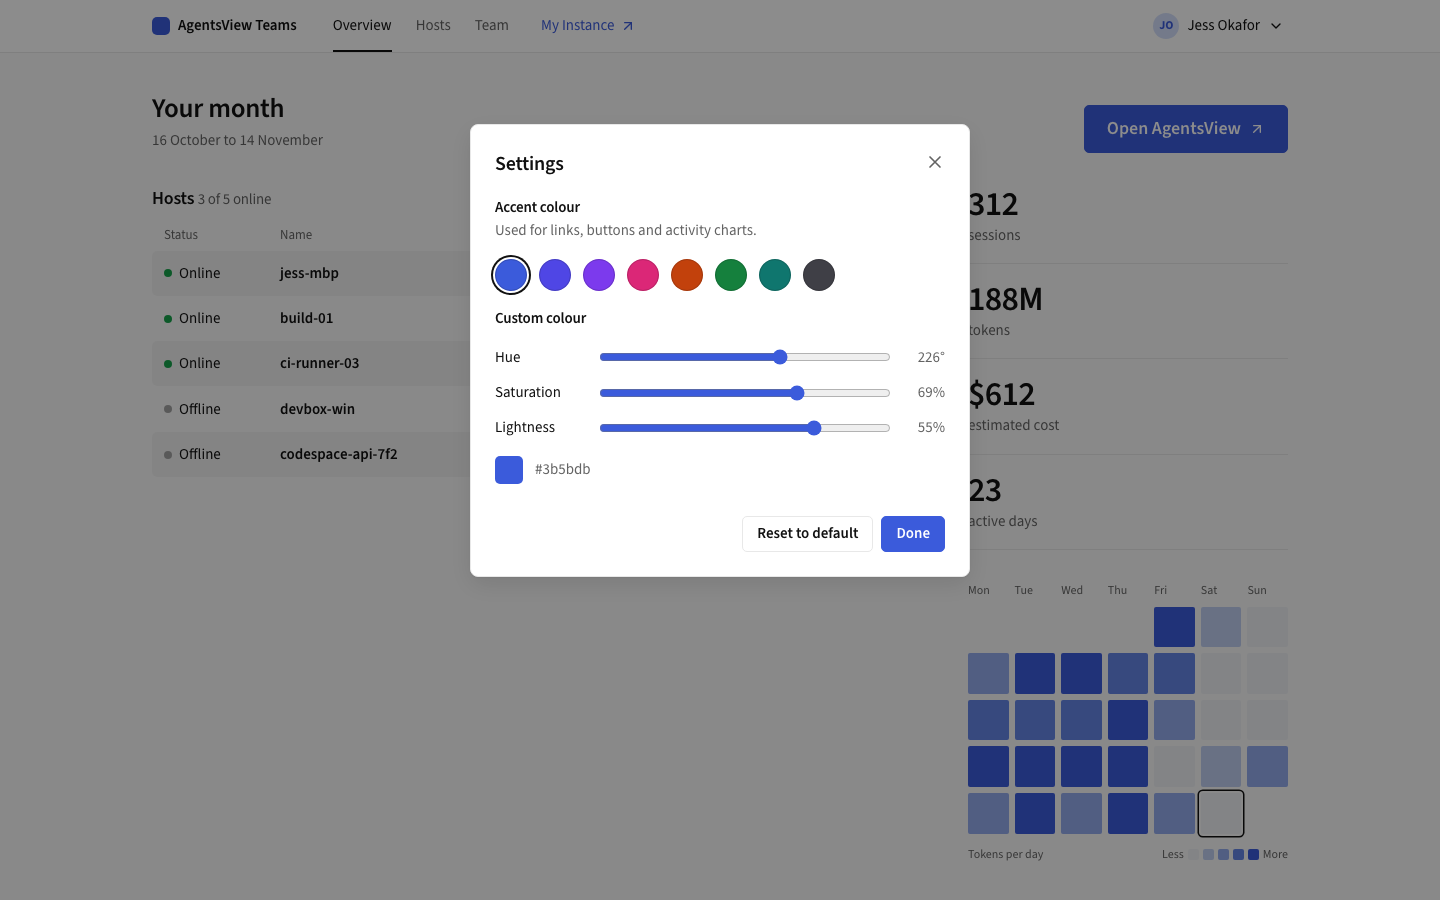 AgentsView Teams
Overview
Hosts
Team
My Instance
JO
Jess Okafor
Your month
16 October to 14 November
Open AgentsView
Hosts 3 of 5 online
Status
Name
Online
jess-mbp
Online
build-01
Online
ci-runner-03
Offline
devbox-win
Offline
codespace-api-7f2
Settings
Accent colour
Used for links, buttons and activity charts.
Custom colour
Hue
226°
Saturation
69%
Lightness
55%
#3b5bdb
Reset to default
Done
312
sessions
188M
tokens
$612
estimated cost
23
active days
Mon
Tue
Wed
Thu
Fri
Sat
Sun
Tokens per day
Less
More